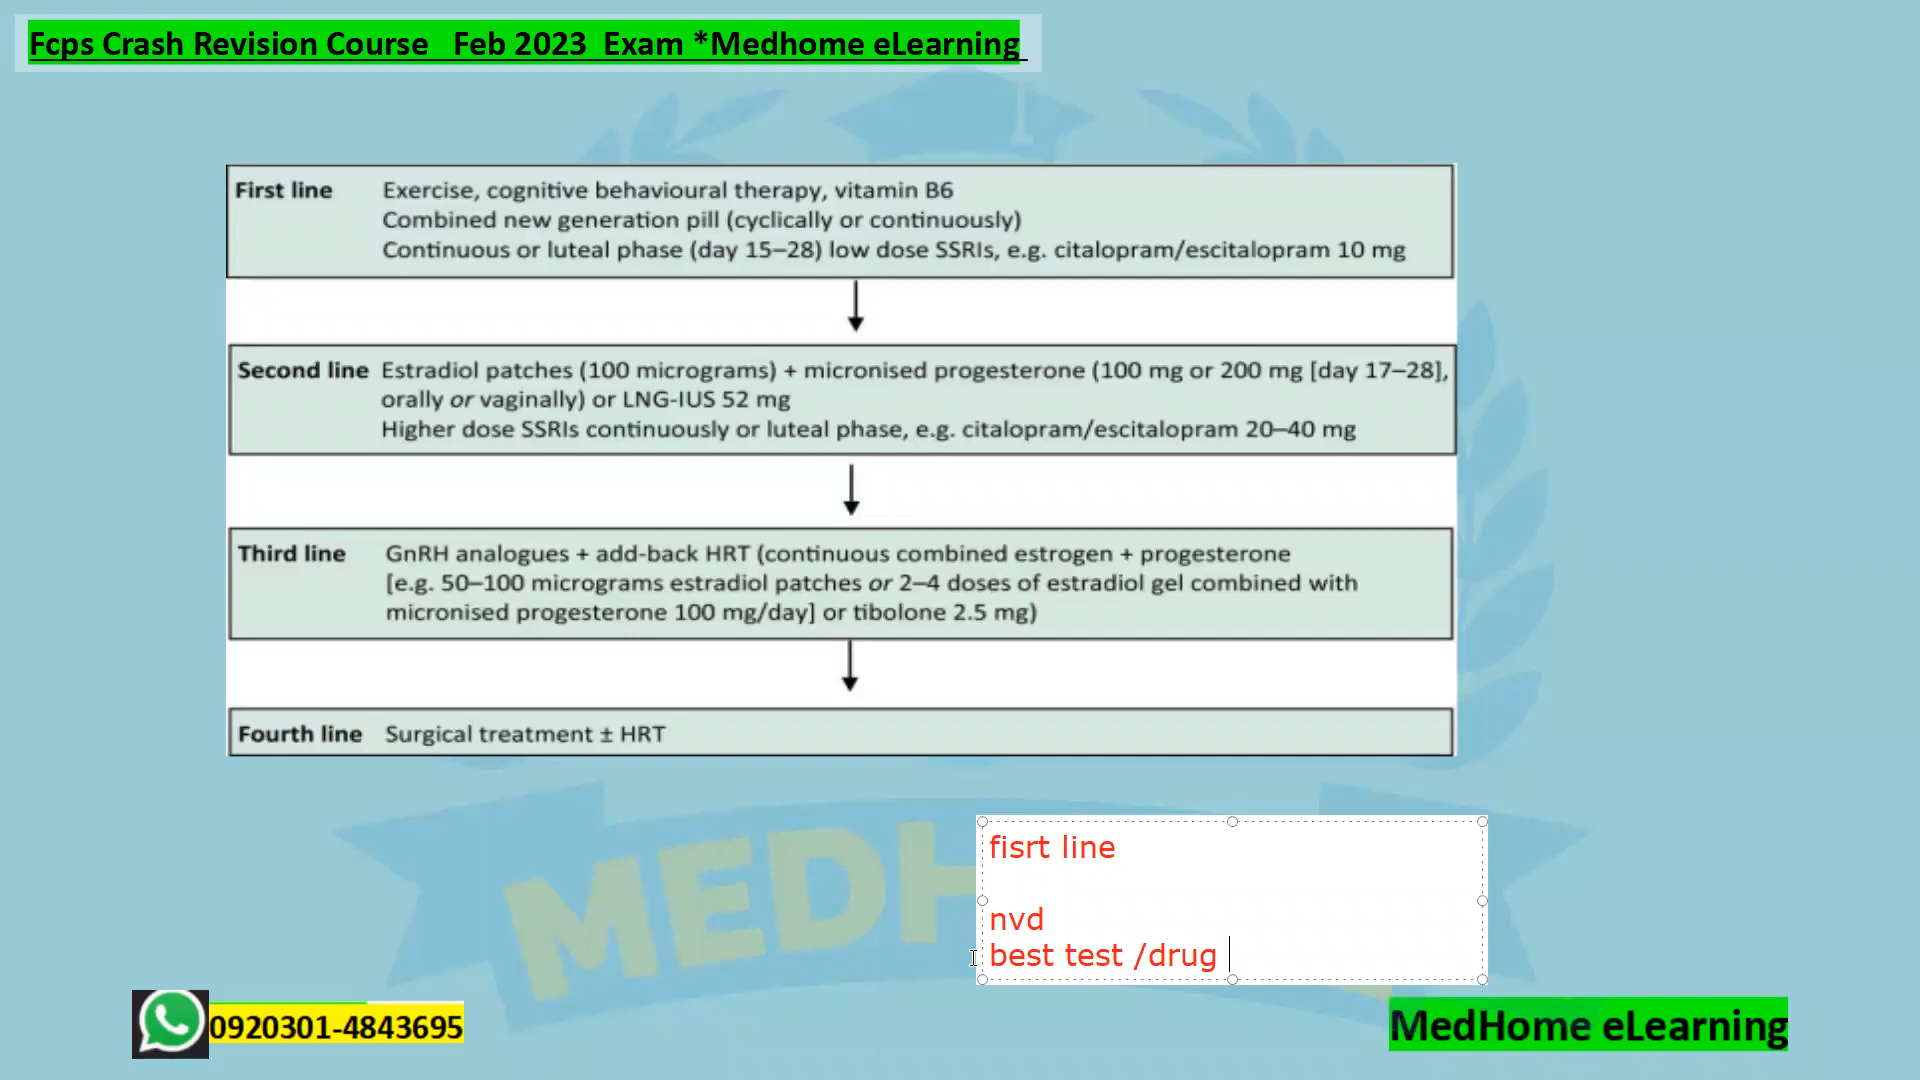 Fcps Crash Revision Course   Feb 2023  Exam *Medhome eLearning
First line Exercise, cognitive behavioural therapy, vitamin B6
Combined new generation pill (cyclically or continuously)
Continuous or luteal phase (day 15–28) low dose SSRIs, e.g. citalopram/escitalopram 10 mg
Second line Estradiol patches (100 micrograms) + micronised progesterone (100 mg or 200 mg [day 17–28],
orally or vaginally) or LNG-IUS 52 mg
Higher dose SSRIs continuously or luteal phase, e.g. citalopram/escitalopram 20–40 mg
Third line GnRH analogues + add-back HRT (continuous combined estrogen + progesterone
[e.g. 50–100 micrograms estradiol patches or 2–4 doses of estradiol gel combined with
micronised progesterone 100 mg/day] or tibolone 2.5 mg)
Fourth line Surgical treatment ± HRT
MEDH
fisrt line
nvd
best test /drug
0920301-4843695
MedHome eLearning